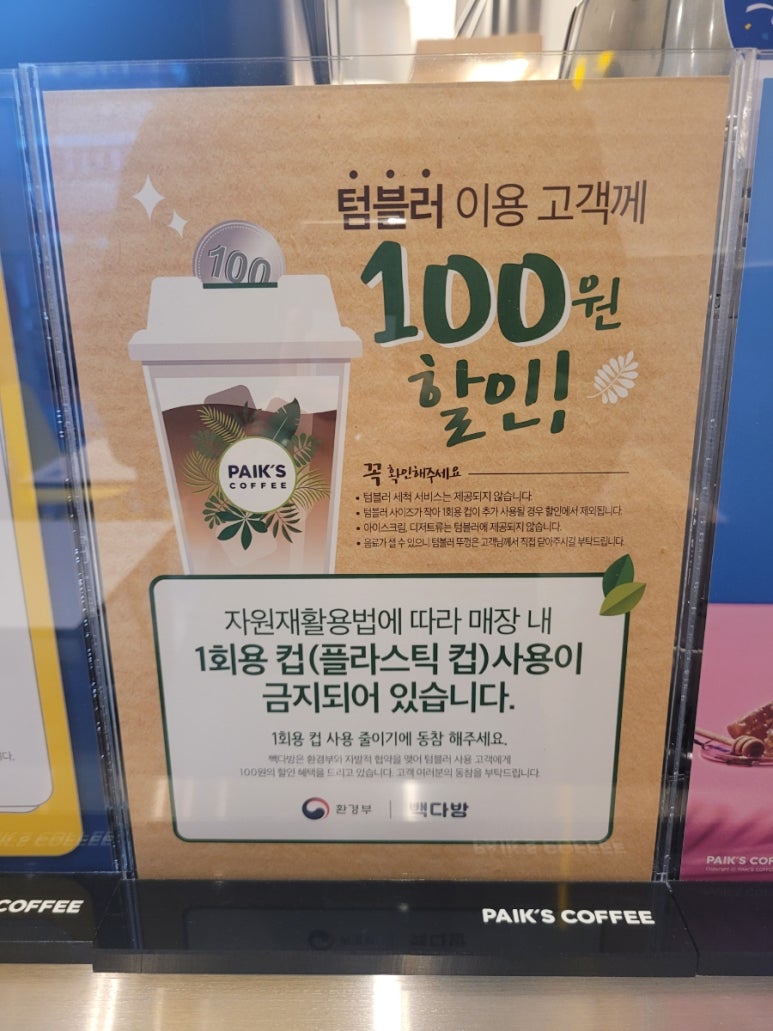 텀블러 이용 고객께
100
100원
할인!
PAIK'S
COFFEE
꼭 확인해주세요
• 텀블러 세척 서비스는 제공되지 않습니다.
• 텀블러 사이즈가 작아 1회용 컵이 추가 사용될 경우 할인에서 제외됩니다.
• 아이스크림, 디저트류는 텀블러에 제공되지 않습니다.
• 음료가 샐 수 있으니 텀블러 뚜껑은 고객님께서 직접 닫아주시길 부탁드립니다.
자원재활용법에 따라 매장 내
1회용 컵(플라스틱 컵)사용이
금지되어 있습니다.
1회용 컵 사용 줄이기에 동참 해주세요.
빽다방은 환경부와 자발적 협약을 맺어 텀블러 사용 고객에게
100원의 할인 혜택을 드리고 있습니다. 고객 여러분의 동참을 부탁드립니다.
환경부 | 빽다방
PAIK'S COF
COFFEE
PAIK'S COFFEE